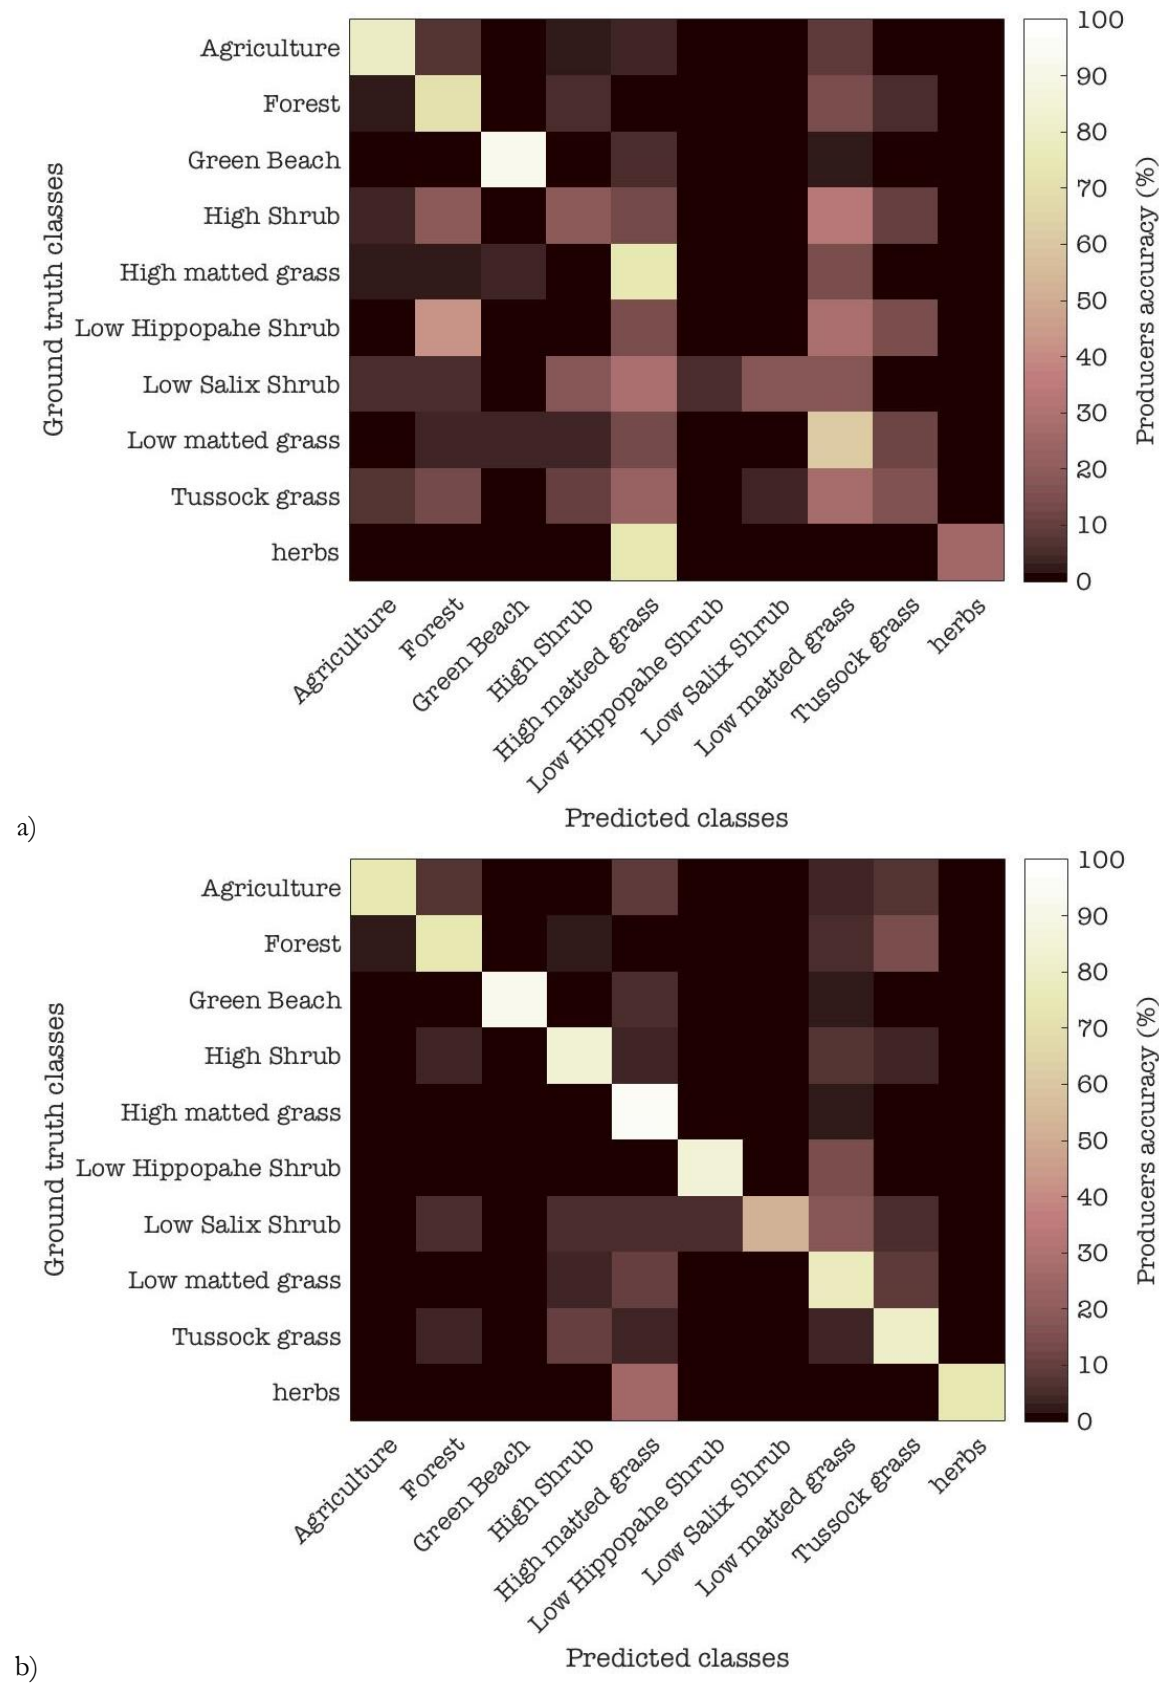 Agriculture
Forest
Green Beach
High Shrub
High matted grass
Low Hippopahe Shrub
Low Salix Shrub
Low matted grass
Tussock grass
herbs
Ground truth classes
100
90
80
70
60
50
40
30
20
10
0
Producers accuracy (%)
Agriculture
Forest
Green Beach
High Shrub
High matted grass
Low Hippopahe Shrub
Low Salix Shrub
Low matted grass
Tussock grass
herbs
Predicted classes
a)
Agriculture
Forest
Green Beach
High Shrub
High matted grass
Low Hippopahe Shrub
Low Salix Shrub
Low matted grass
Tussock grass
herbs
Ground truth classes
100
90
80
70
60
50
40
30
20
10
0
Producers accuracy (%)
Agriculture
Forest
Green Beach
High Shrub
High matted grass
Low Hippopahe Shrub
Low Salix Shrub
Low matted grass
Tussock grass
herbs
Predicted classes
b)